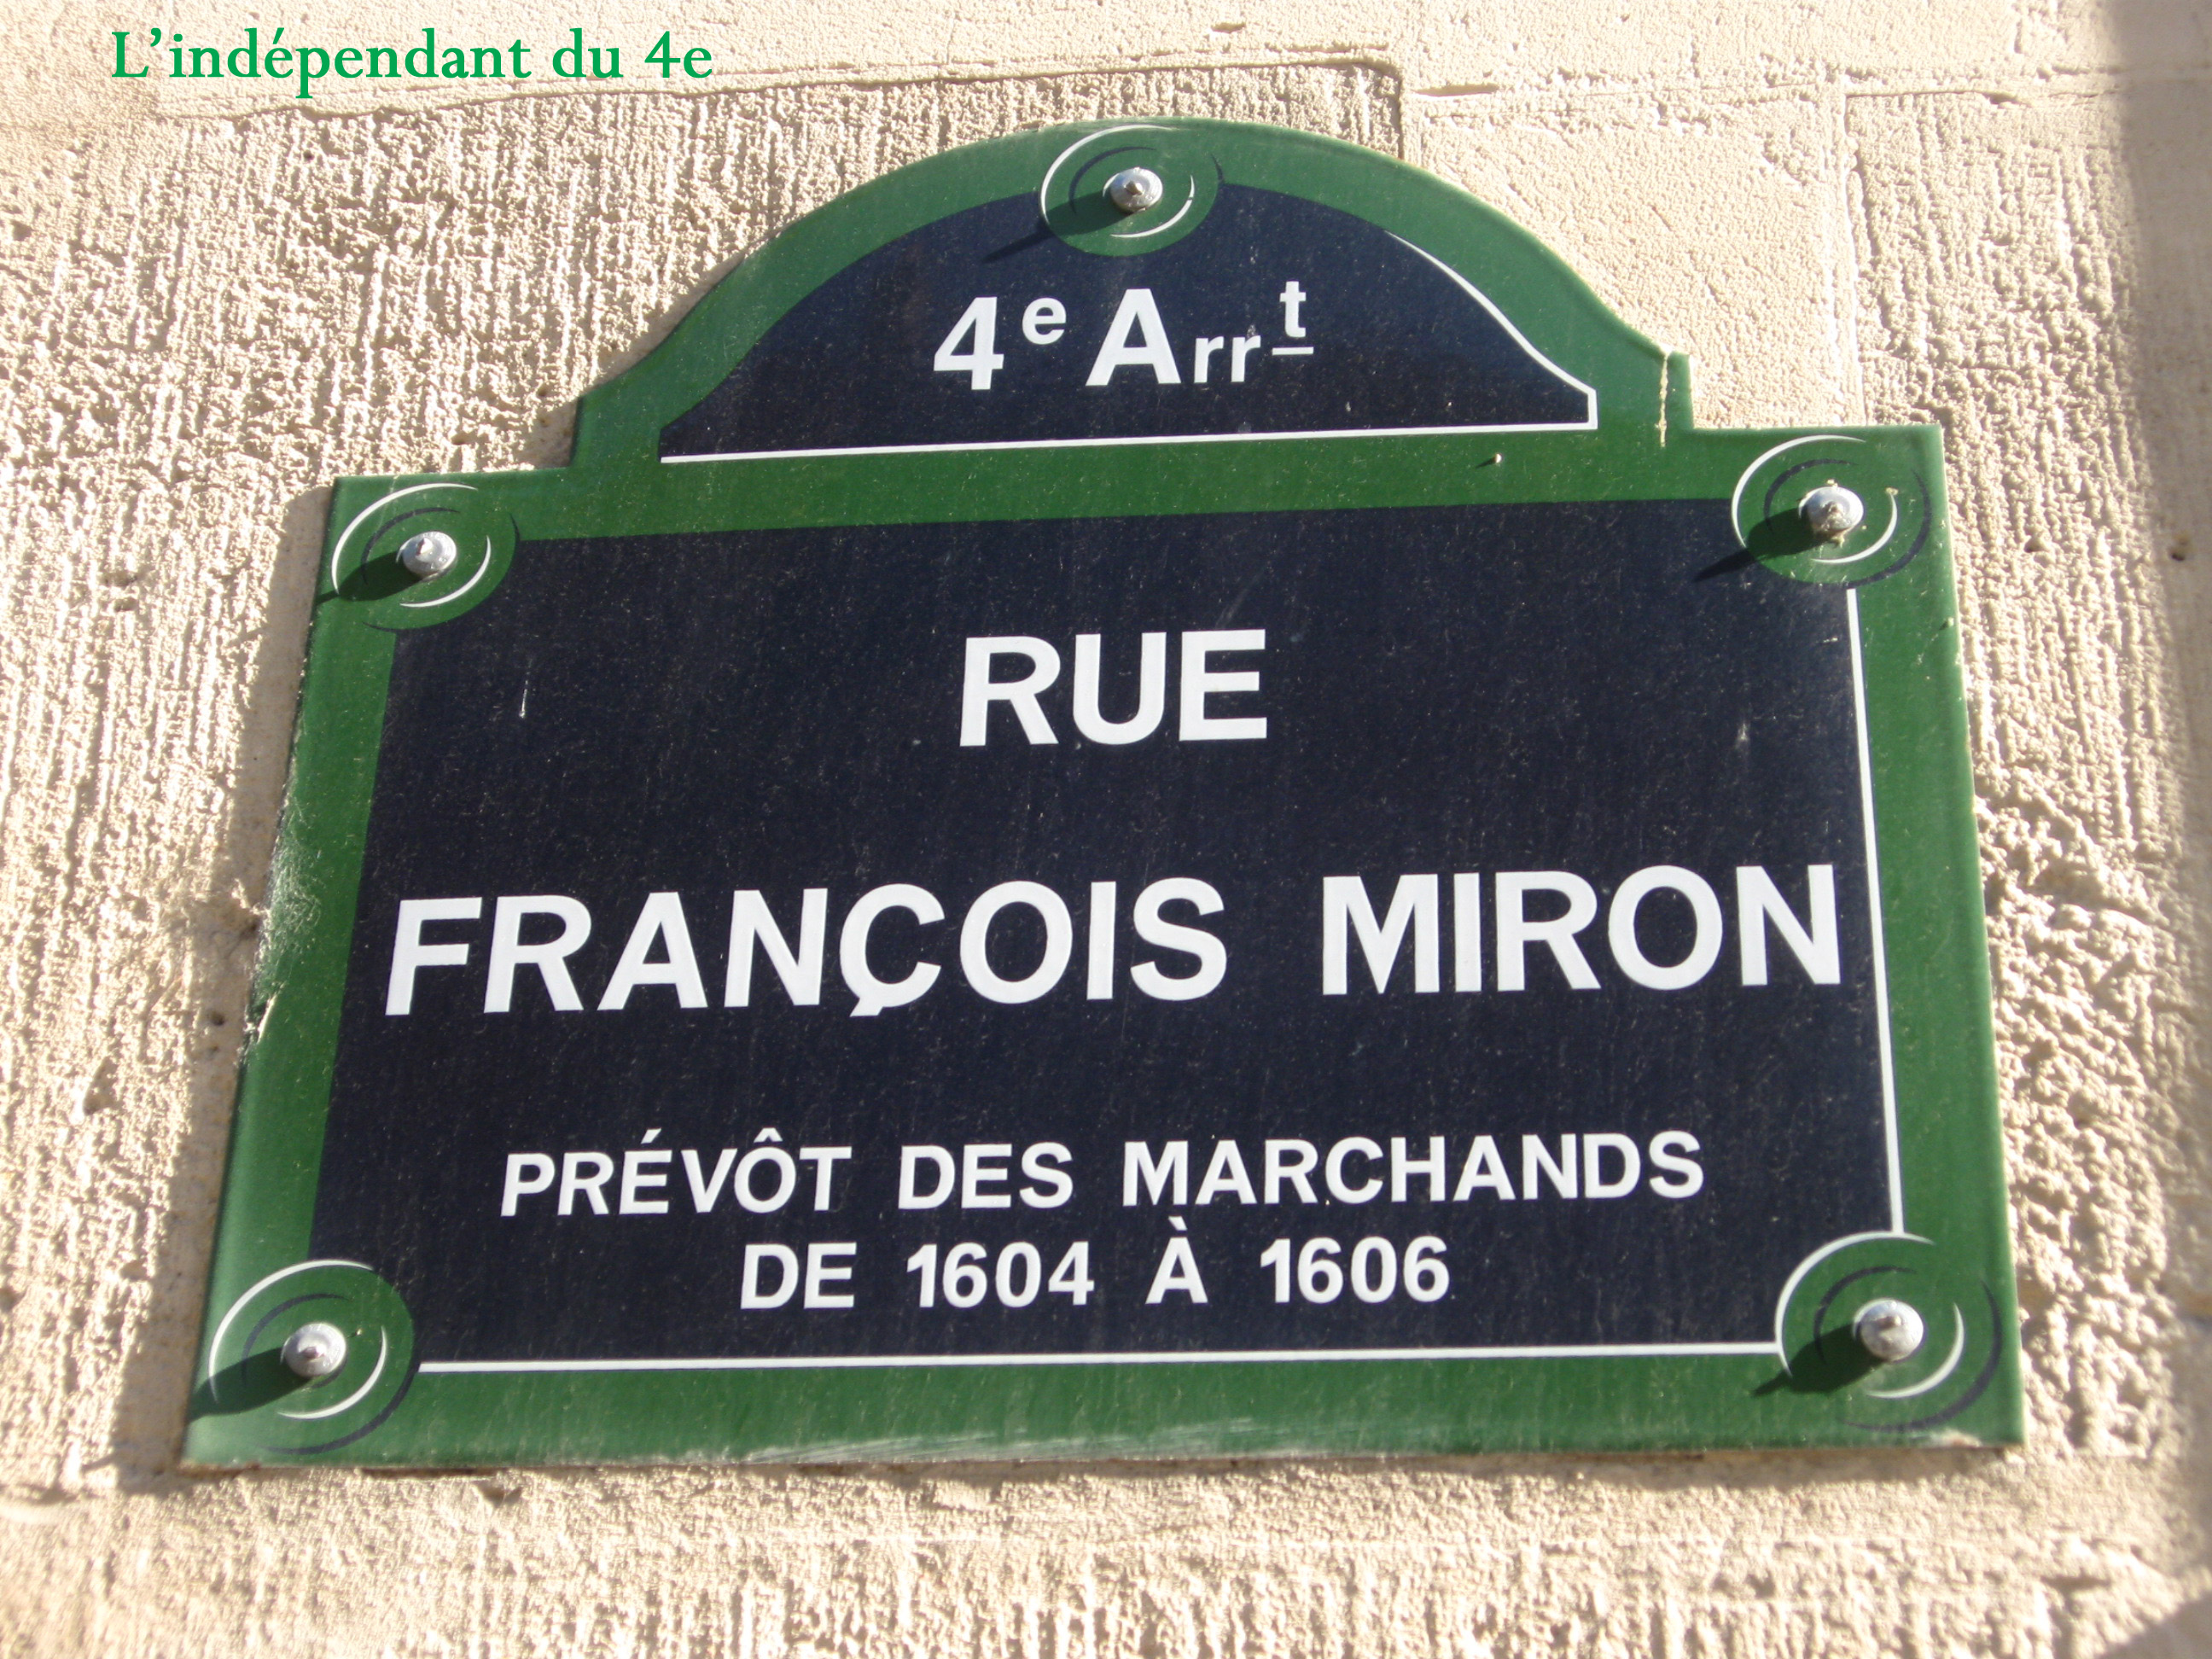 L'indépendant du 4e
4e Arrt
RUE
FRANÇOIS MIRON
PRÉVÔT DES MARCHANDS
DE 1604 À 1606